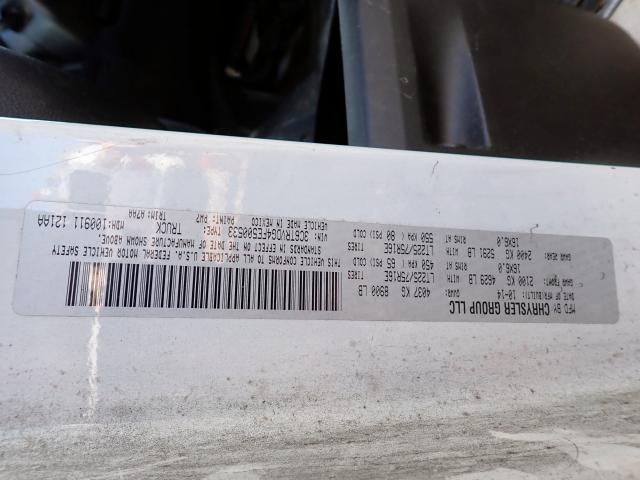 MFD BY: CHRYSLER GROUP LLC
DATE OF MFR/BUILT: 10-14 GVWR: 4037 KG 8900 LB
GAWR FRONT: 2100 KG 4629 LB WITH LT225/75R16E TIRES
16X6.0 RIMS AT 450 KPA ( 65 PSI) COLD
GAWR REAR: 2400 KG 5291 LB WITH LT225/75R16E TIRES
16X6.0 RIMS AT 550 KPA ( 80 PSI) COLD
THIS VEHICLE CONFORMS TO ALL APPLICABLE U.S.A. FEDERAL MOTOR VEHICLE SAFETY
STANDARDS IN EFFECT ON THE DATE OF MANUFACTURE SHOWN ABOVE.
VIN: 3C6TRVDG4FE500533 TYPE: TRUCK MDH: 100911 121AA
VEHICLE MADE IN MEXICO PAINT: PW7 TRIM: A7AA